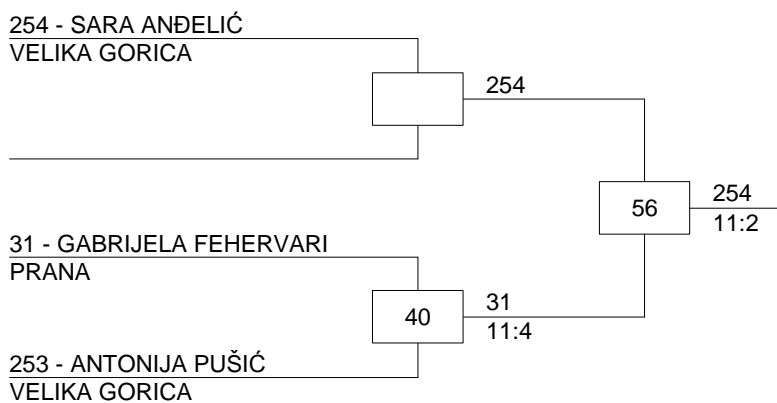 254 - SARA ANĐELIĆ
VELIKA GORICA
254
56
254
11:2
31 - GABRIJELA FEHERVARI
PRANA
40
31
11:4
253 - ANTONIJA PUŠIĆ
VELIKA GORICA